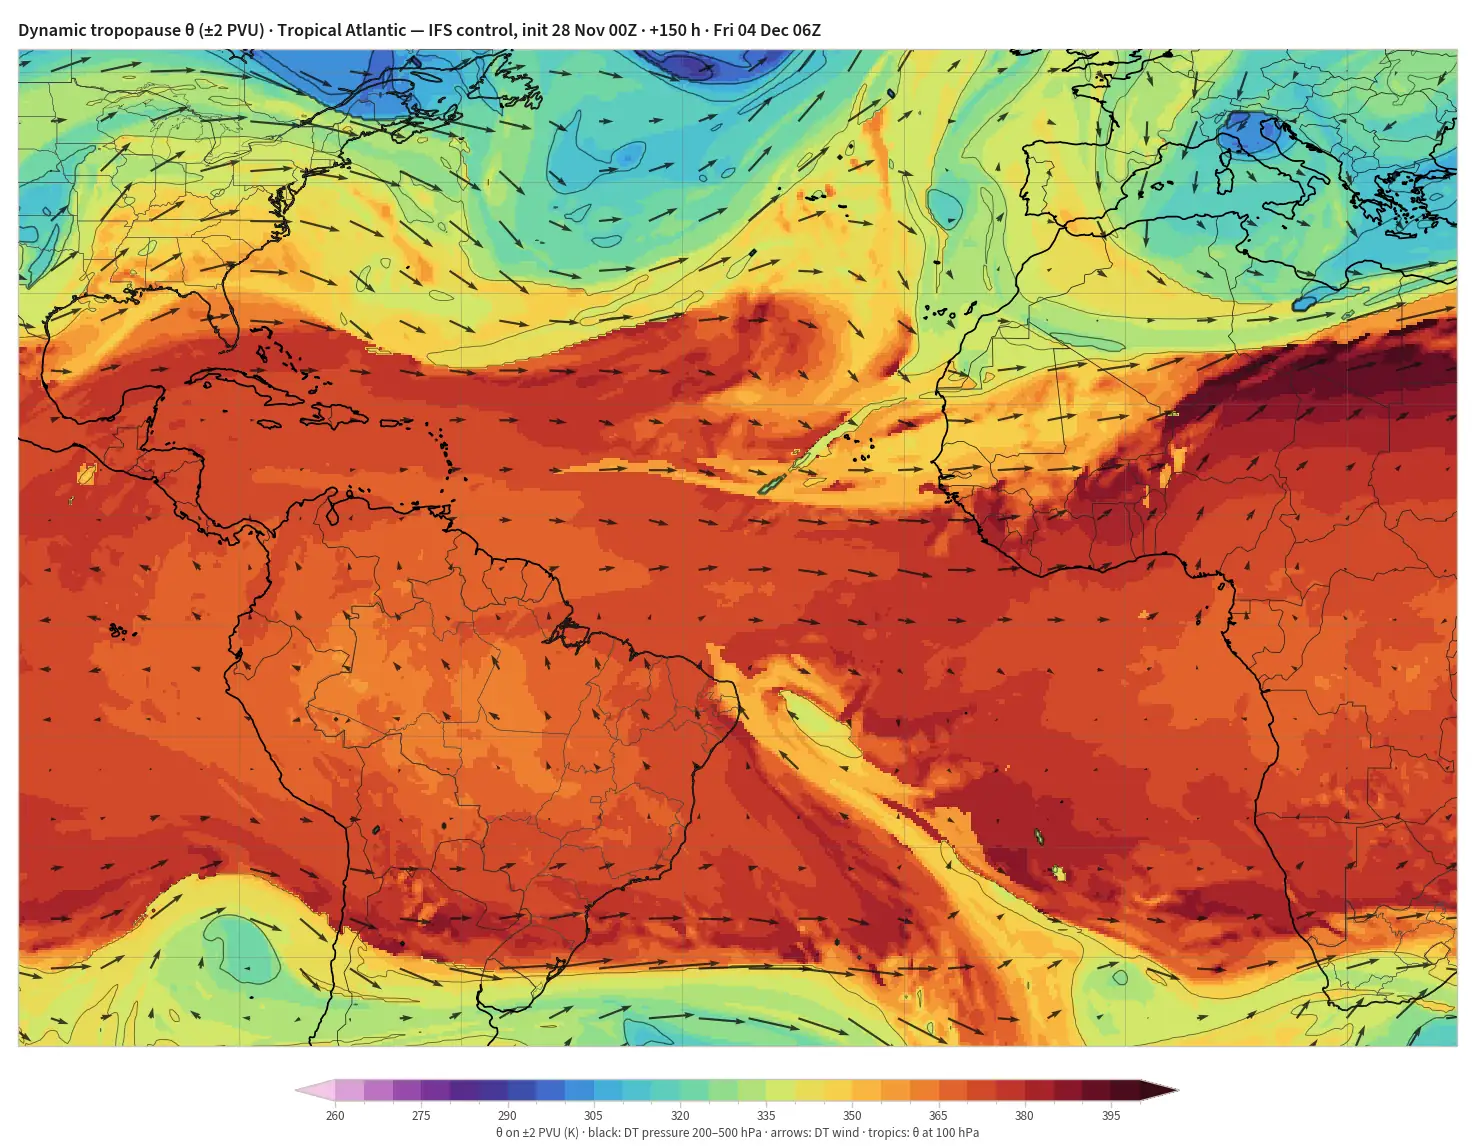 Dynamic tropopause θ (±2 PVU) · Tropical Atlantic — IFS control, init 28 Nov 00Z · +150 h · Fri 04 Dec 06Z
260 275 290 305 320 335 350 365 380 395
θ on ±2 PVU (K) · black: DT pressure 200–500 hPa · arrows: DT wind · tropics: θ at 100 hPa